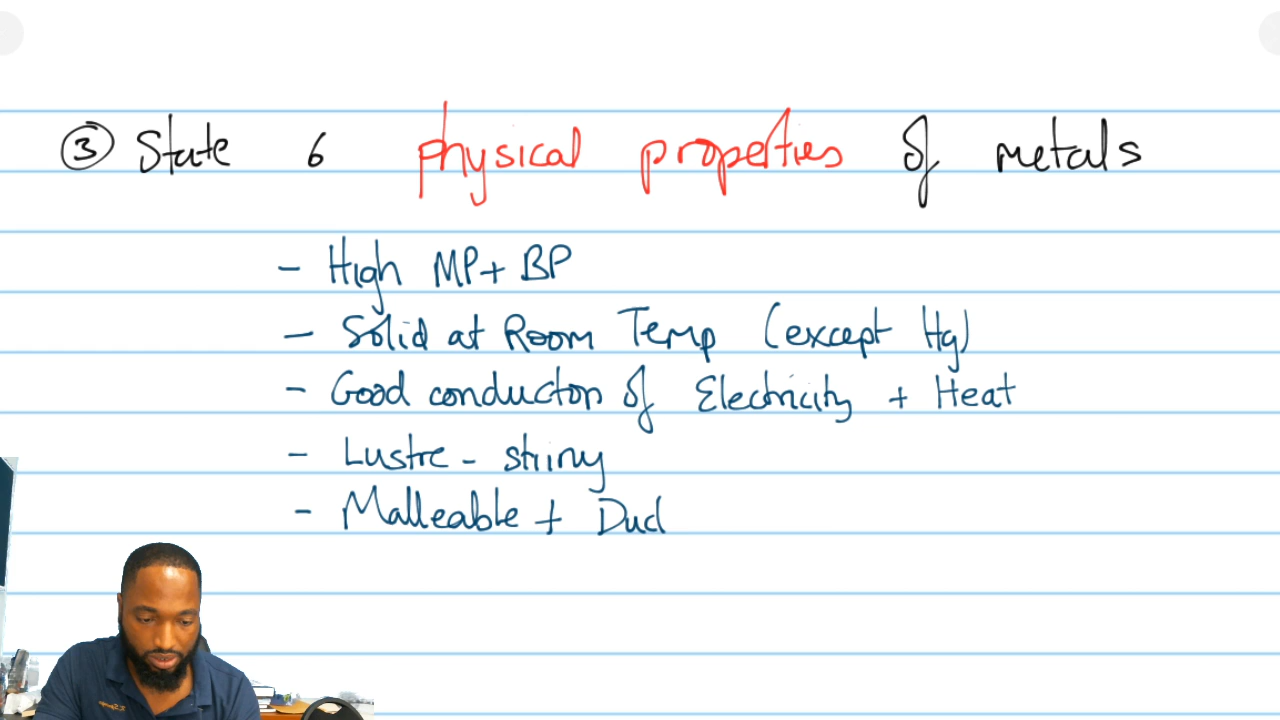 ③ State 6 physical properties of metals
- High MP + BP
- Solid at Room Temp (except Hg)
- Good conductor of Electricity + Heat
- Lustre - shiny
- Malleable + Duc